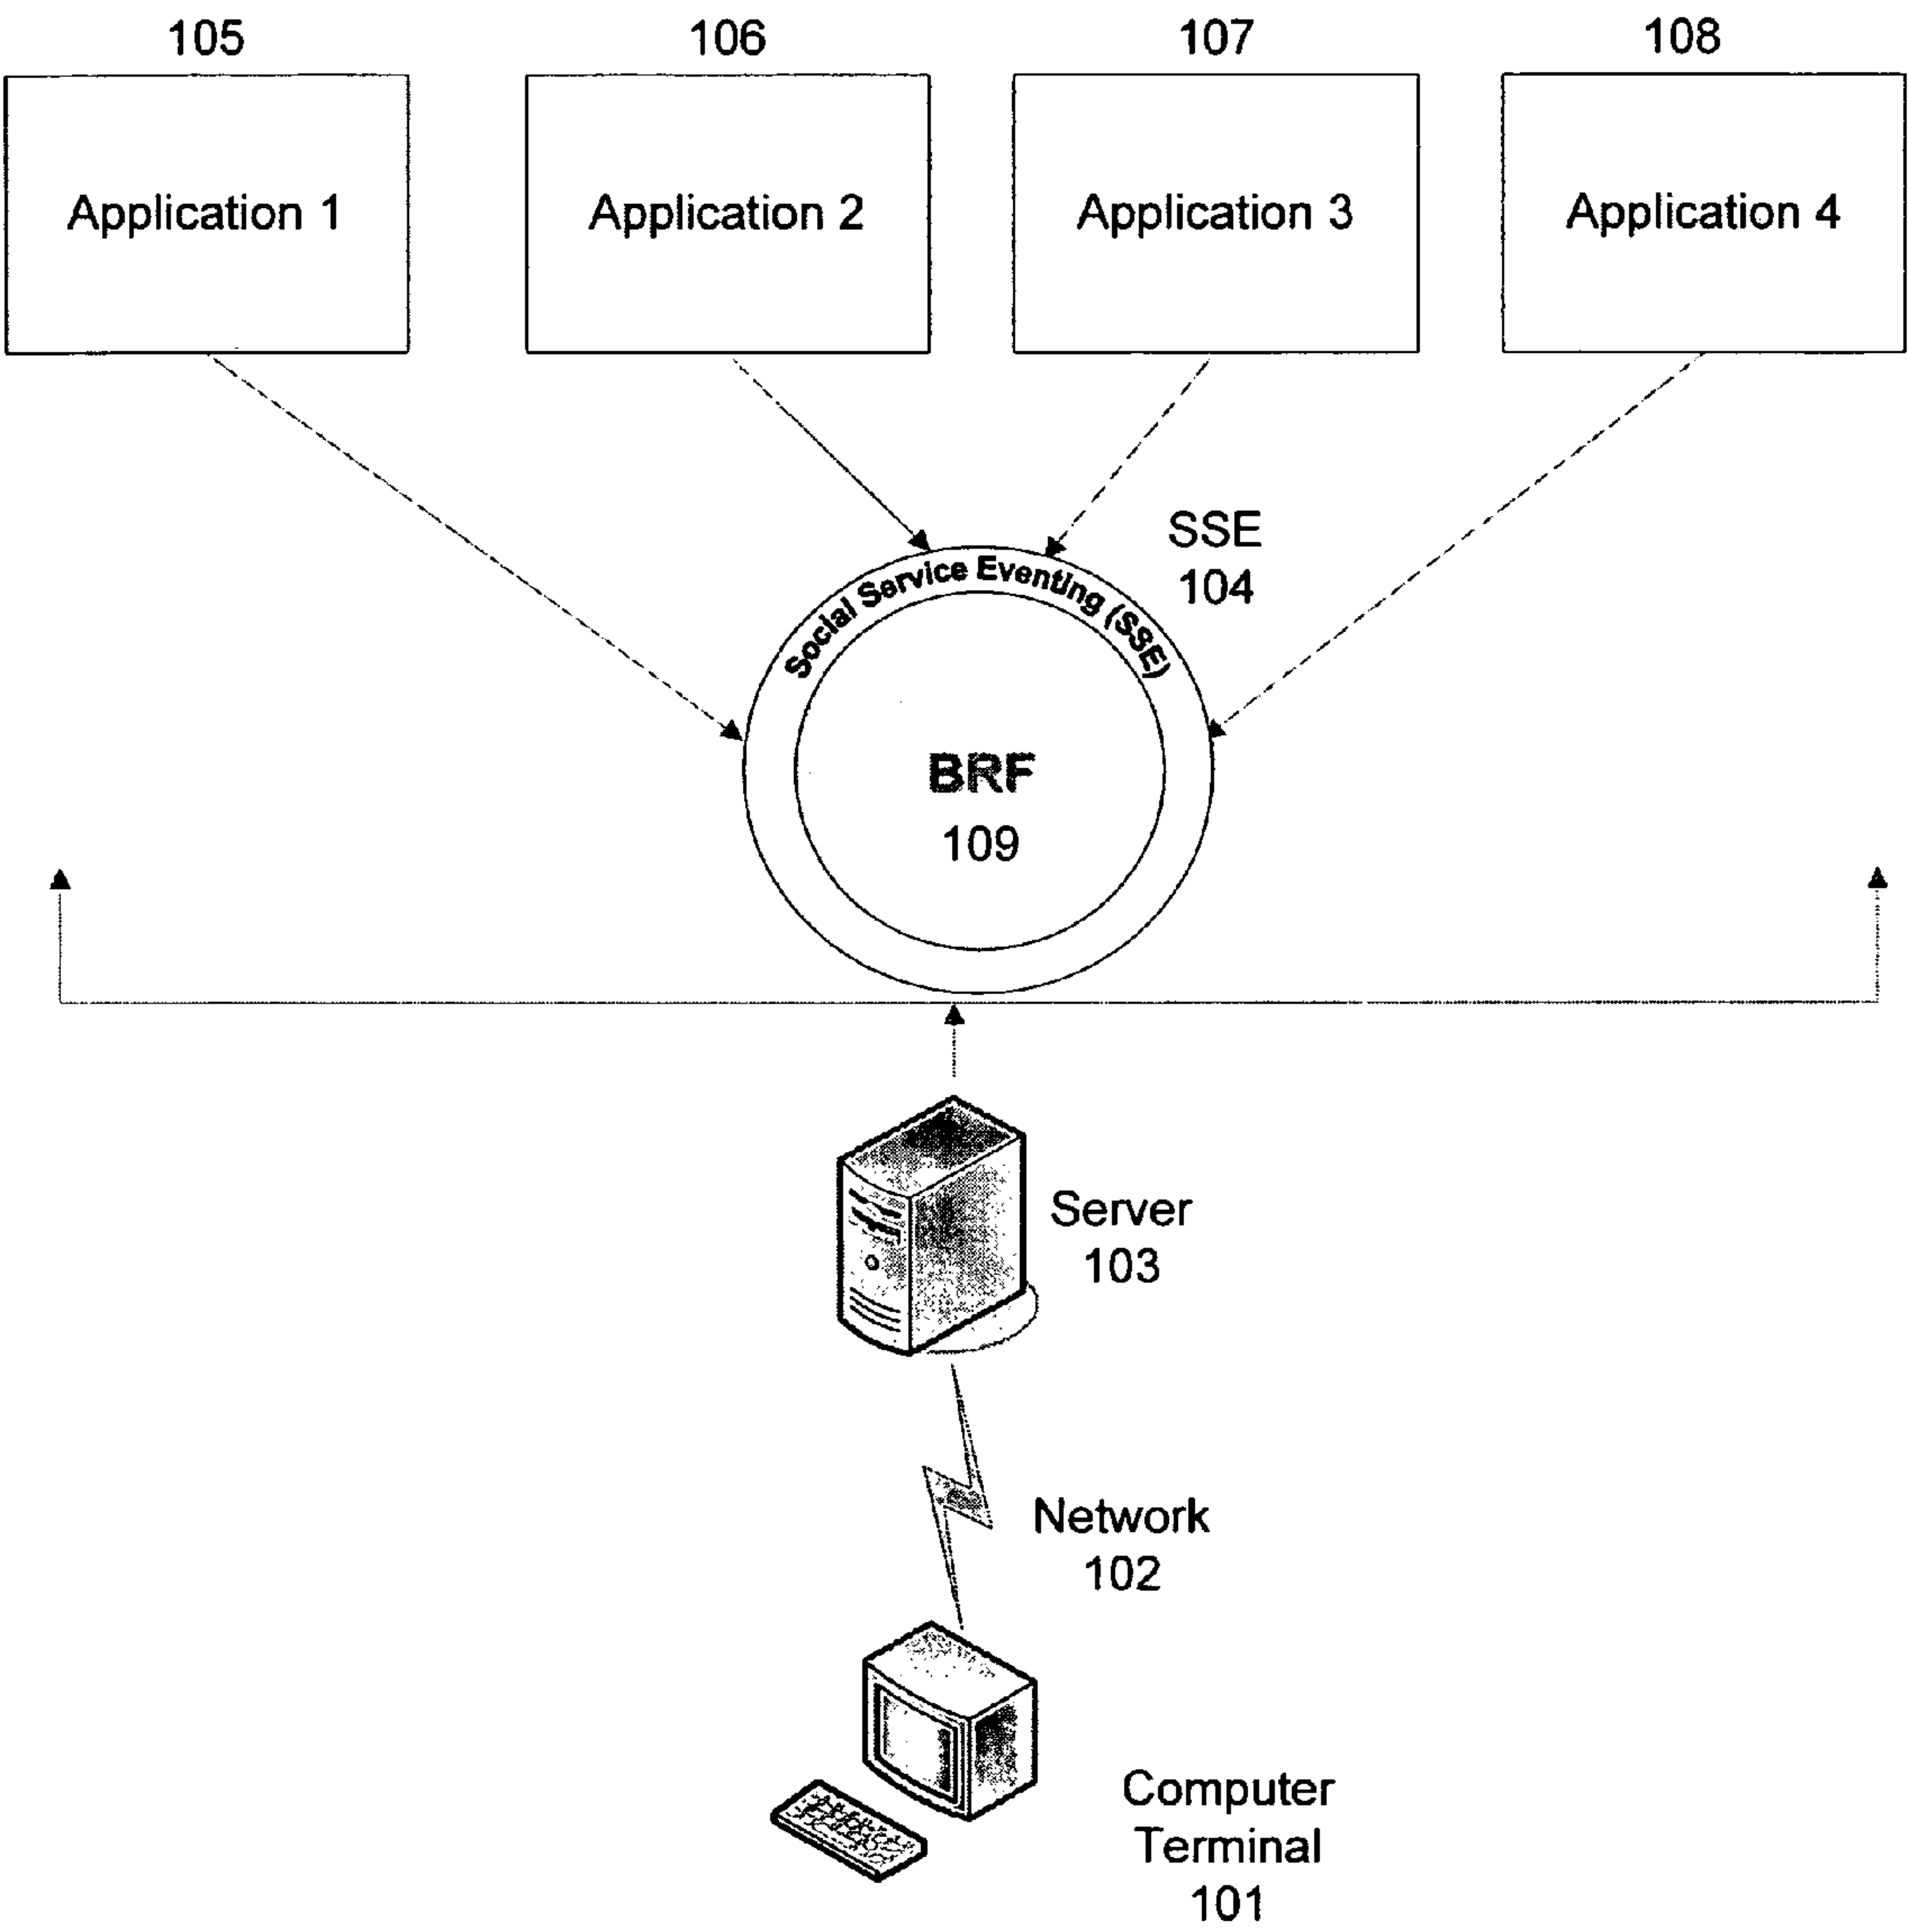 105
106
107
108
Application 1
Application 2
Application 3
Application 4
SSE
104
Social Service Eventing (SSE)
BRF
109
Server
103
Network
102
Computer
Terminal
101